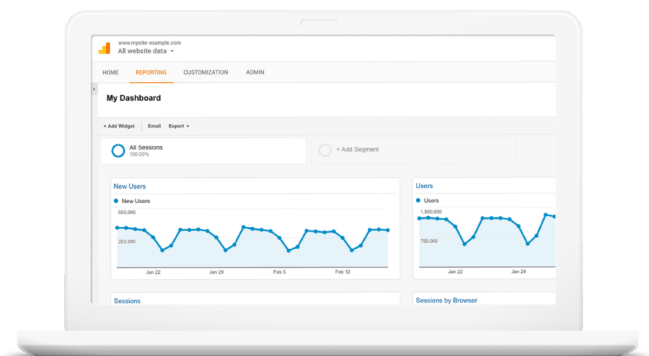 www.mysite-example.com
All website data
HOME REPORTING CUSTOMIZATION ADMIN
My Dashboard
+ Add Widget Email Export
All Sessions
100.00%
+ Add Segment
New Users
New Users
500,000
250,000
Jan 22 Jan 29 Feb 5 Feb 12
Users
Users
1,500,000
750,000
Jan 22 Jan 29
Sessions
Sessions by Browser